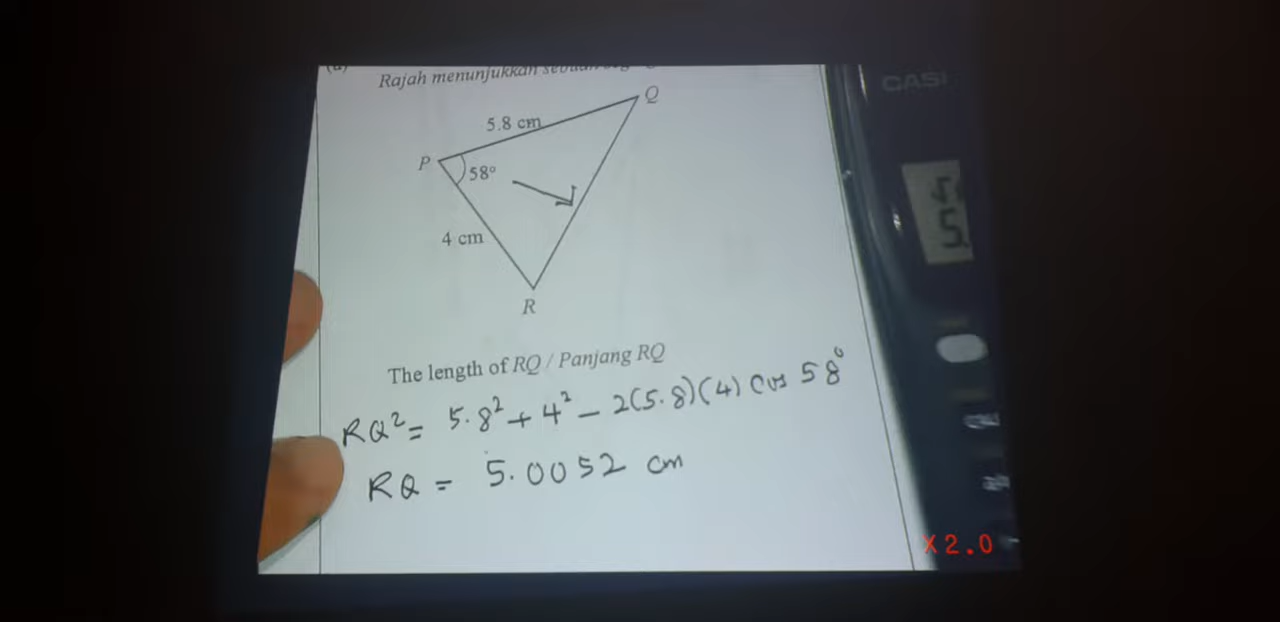 Rajah menunjukkan
Q
5.8 cm
P
58°
4 cm
R
The length of RQ / Panjang RQ
RQ² = 5.8² + 4² - 2(5.8)(4) Cos 58°
RQ = 5.0052 cm
CASI
5
X2.0